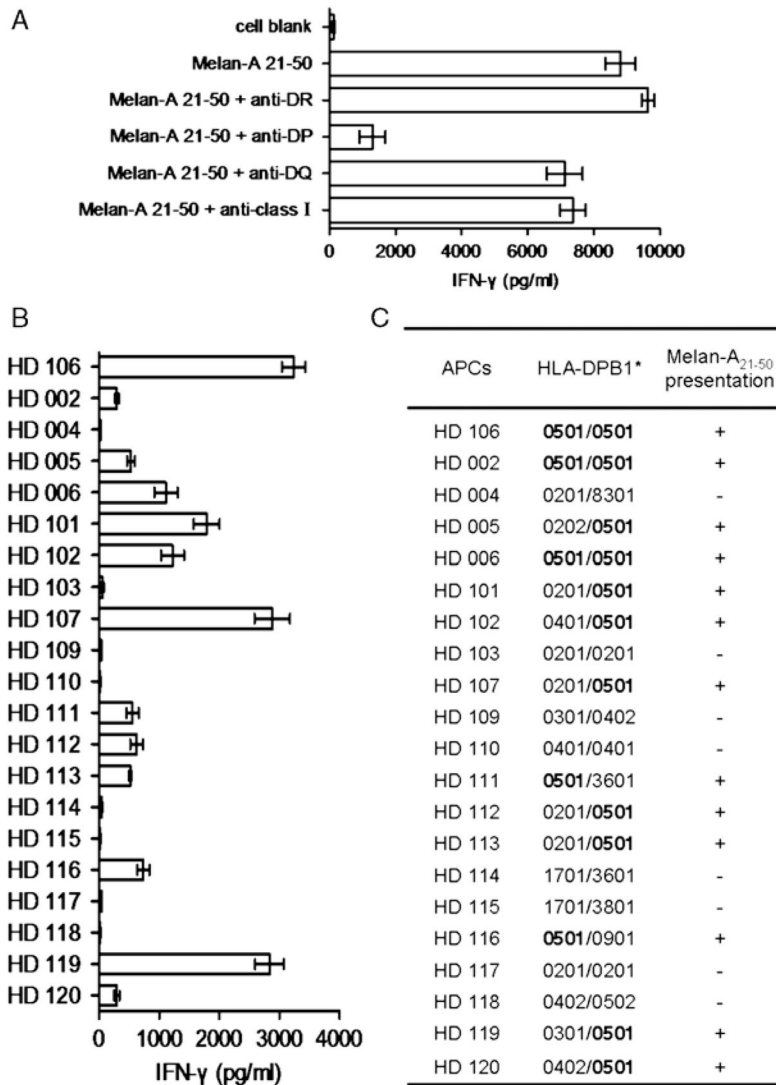 A
cell blank
Melan-A 21-50
Melan-A 21-50 + anti-DR
Melan-A 21-50 + anti-DP
Melan-A 21-50 + anti-DQ
Melan-A 21-50 + anti-class I
0 2000 4000 6000 8000 10000
IFN-γ (pg/ml)
B
HD 106
HD 002
HD 004
HD 005
HD 006
HD 101
HD 102
HD 103
HD 107
HD 109
HD 110
HD 111
HD 112
HD 113
HD 114
HD 115
HD 116
HD 117
HD 118
HD 119
HD 120
0 1000 2000 3000 4000
IFN-γ (pg/ml)
C
APCs HLA-DPB1* Melan-A21-50 presentation
HD 106 0501/0501 +
HD 002 0501/0501 +
HD 004 0201/8301 -
HD 005 0202/0501 +
HD 006 0501/0501 +
HD 101 0201/0501 +
HD 102 0401/0501 +
HD 103 0201/0201 -
HD 107 0201/0501 +
HD 109 0301/0402 -
HD 110 0401/0401 -
HD 111 0501/3601 +
HD 112 0201/0501 +
HD 113 0201/0501 +
HD 114 1701/3601 -
HD 115 1701/3801 -
HD 116 0501/0901 +
HD 117 0201/0201 -
HD 118 0402/0502 -
HD 119 0301/0501 +
HD 120 0402/0501 +